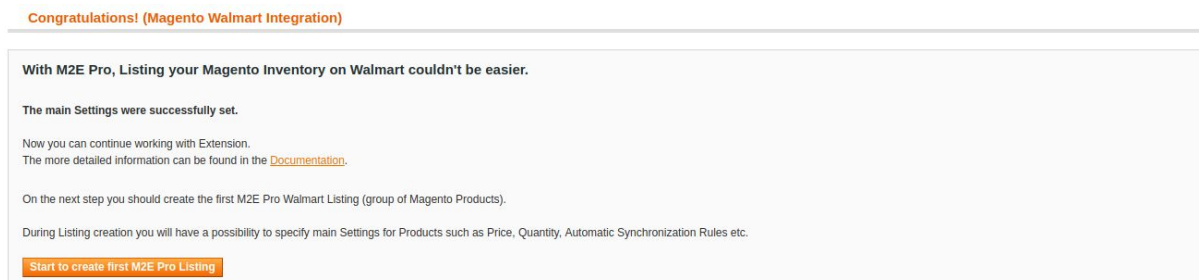 Congratulations! (Magento Walmart Integration)
With M2E Pro, Listing your Magento Inventory on Walmart couldn't be easier.
The main Settings were successfully set.
Now you can continue working with Extension.
The more detailed information can be found in the Documentation.
On the next step you should create the first M2E Pro Walmart Listing (group of Magento Products).
During Listing creation you will have a possibility to specify main Settings for Products such as Price, Quantity, Automatic Synchronization Rules etc.
Start to create first M2E Pro Listing